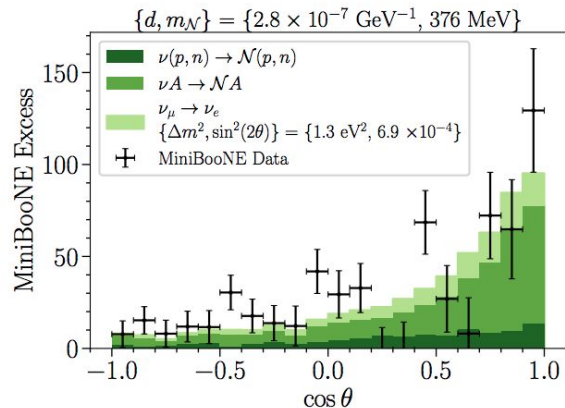 {d, m_𝒩} = {2.8 × 10⁻⁷ GeV⁻¹, 376 MeV}
ν(p, n) → 𝒩(p, n)
νA → 𝒩A
ν_μ → ν_e
{Δm², sin²(2θ)} = {1.3 eV², 6.9 ×10⁻⁴}
MiniBooNE Data
MiniBooNE Excess
150
100
50
0
−1.0 −0.5 0.0 0.5 1.0
cos θ